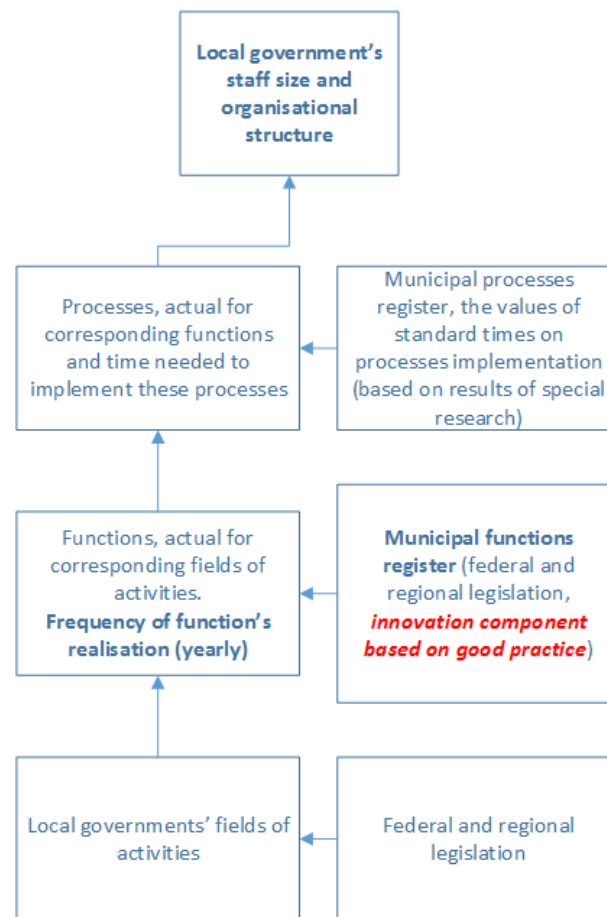 Local government's
staff size and
organisational
structure
Processes, actual for
corresponding functions
and time needed to
implement these processes
Municipal processes
register, the values of
standard times on
processes implementation
(based on results of special
research)
Functions, actual for
corresponding fields of
activities.
Frequency of function's
realisation (yearly)
Municipal functions
register (federal and
regional legislation,
innovation component
based on good practice)
Local governments' fields of
activities
Federal and regional
legislation